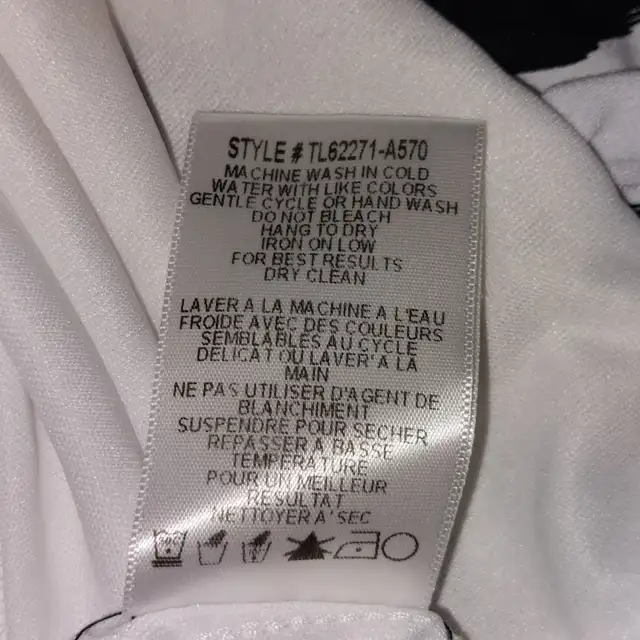 STYLE # TL62271-A570
MACHINE WASH IN COLD
WATER WITH LIKE COLORS
GENTLE CYCLE OR HAND WASH
DO NOT BLEACH
HANG TO DRY
IRON ON LOW
FOR BEST RESULTS
DRY CLEAN
LAVER A LA MACHINE A L'EAU
FROIDE AVEC DES COULEURS
SEMBLABLES AU CYCLE
DELICAT OU LAVER A LA
MAIN
NE PAS UTILISER D'AGENT DE
BLANCHIMENT
SUSPENDRE POUR SECHER
REPASSER A BASSE
TEMPERATURE
POUR UN MEILLEUR
RESULTAT
NETTOYER A' SEC